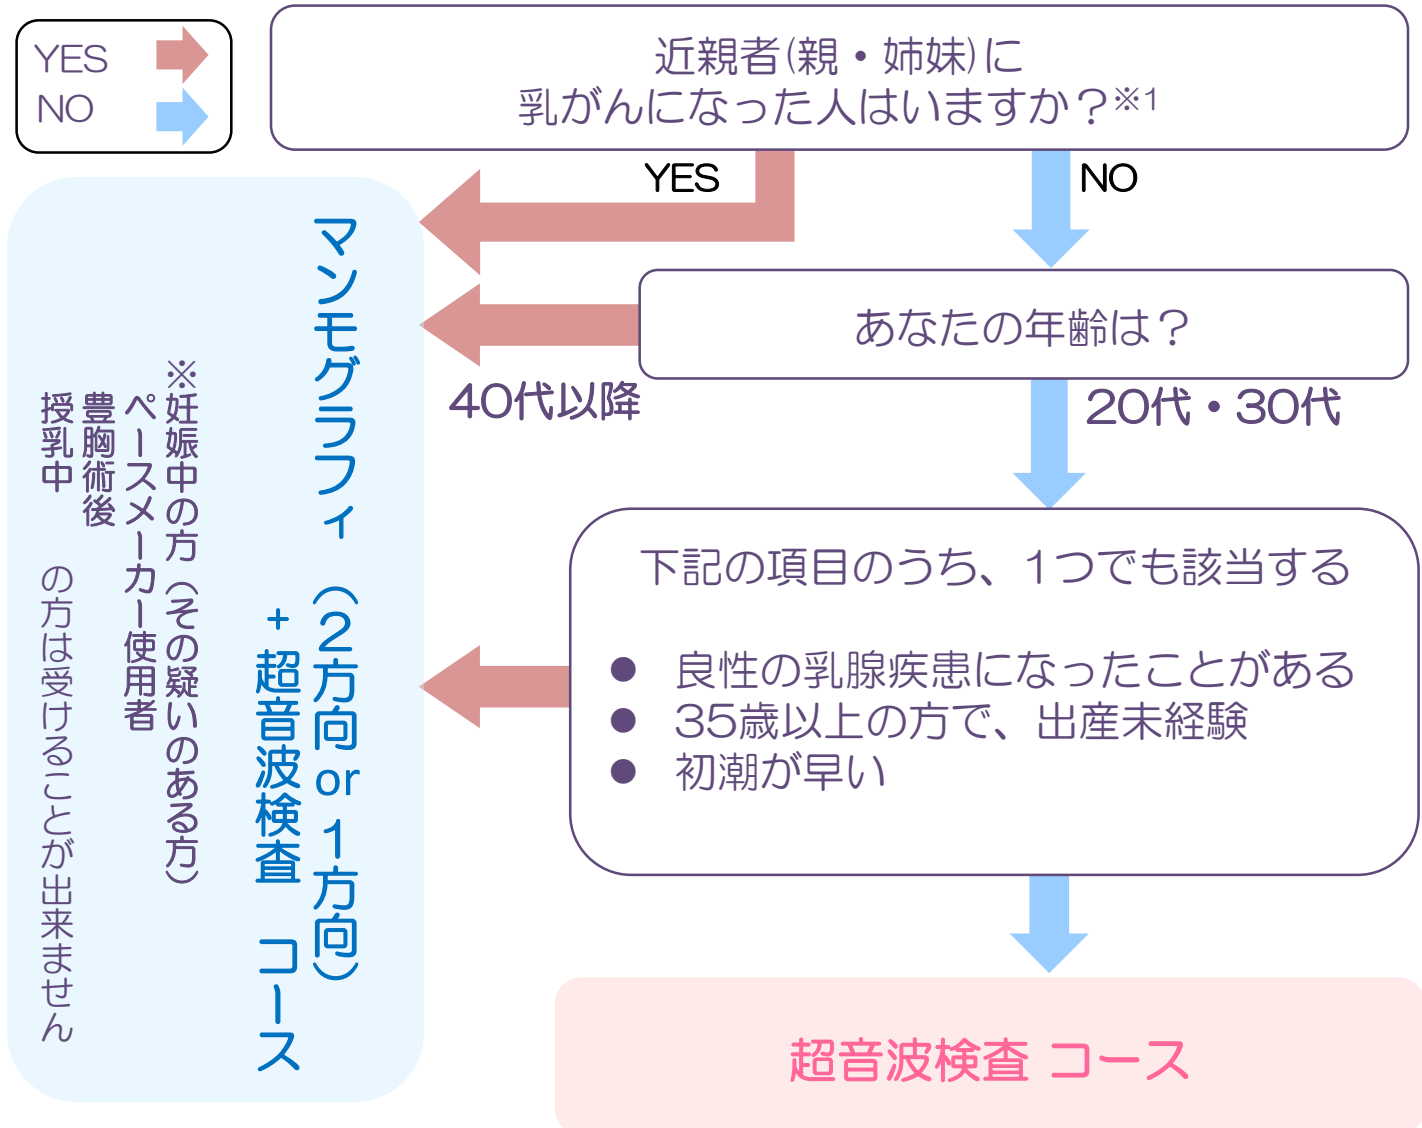 YES
NO
近親者(親・姉妹)に
乳がんになった人はいますか？※1
YES
NO
あなたの年齢は？
40代以降
20代・30代
下記の項目のうち、1つでも該当する
● 良性の乳腺疾患になったことがある
● 35歳以上の方で、出産未経験
● 初潮が早い
マンモグラフィ（2方向 or 1方向）
+ 超音波検査 コース
※妊娠中の方（その疑いのある方）
ペースメーカー使用者
豊胸術後
授乳中 の方は受けることが出来ません
超音波検査 コース